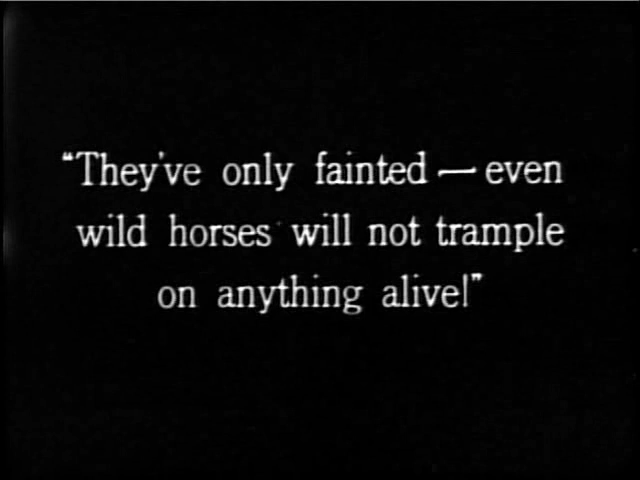 “They've only fainted — even
wild horses will not trample
on anything alive!”